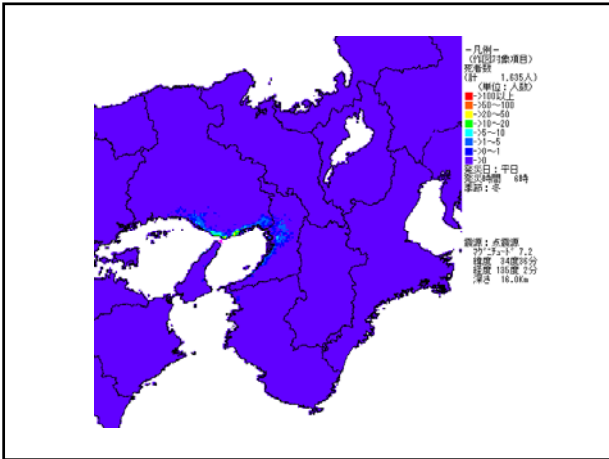 －凡例－
(作図対象項目)
死者数
(計 1,635人)
(単位：人数)
->100以上
->50～100
->20～50
->10～20
->5～10
->1～5
->0～1
->0
発災日：平日
発災時間 6時
季節：冬
震源：点震源
マグニチュード 7.2
緯度 34度36分
経度 135度 2分
深さ 16.0Km